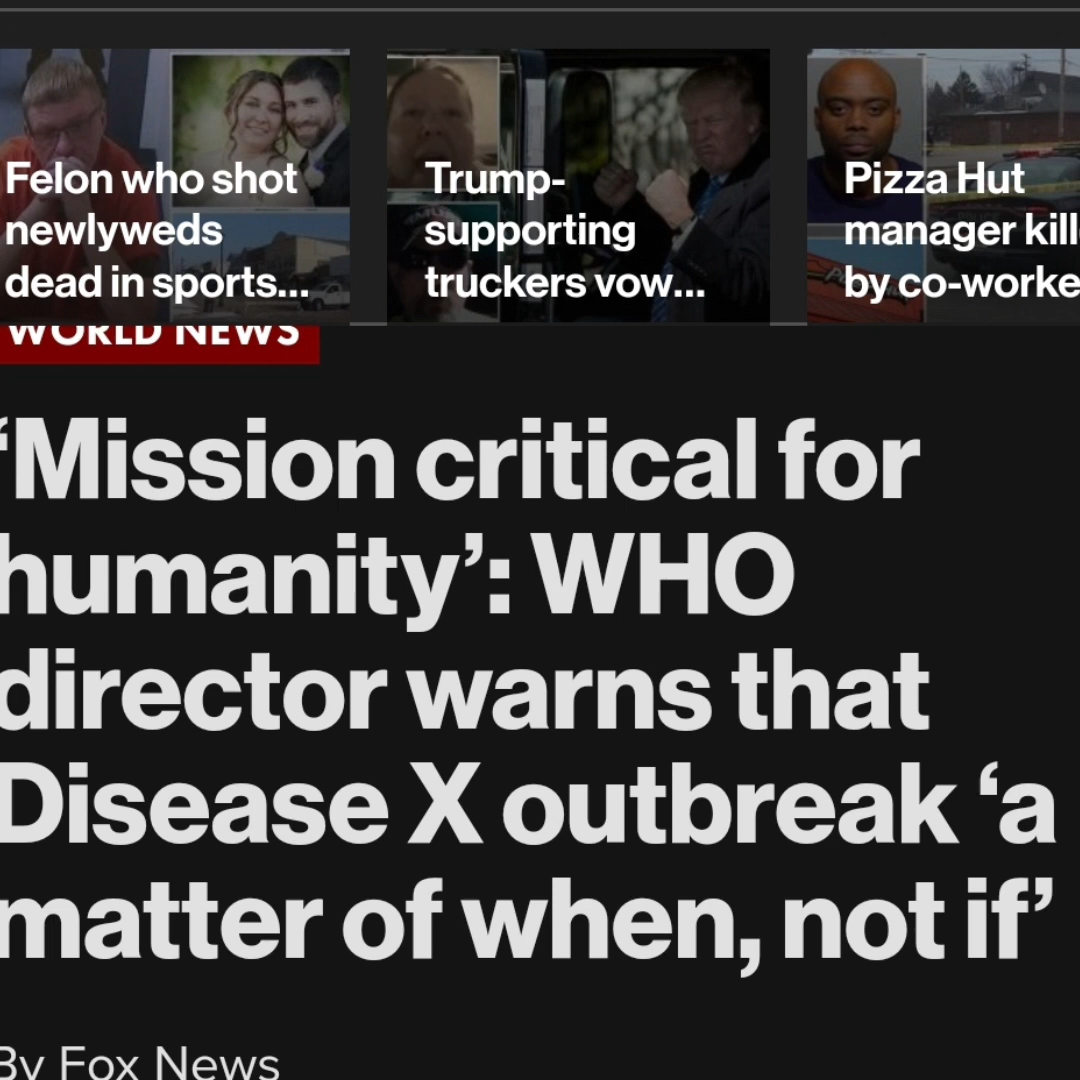 Felon who shot
newlyweds
dead in sports...
Trump-
supporting
truckers vow...
Pizza Hut
manager kill
by co-worke
WORLD NEWS
‘Mission critical for
humanity’: WHO
director warns that
Disease X outbreak ‘a
matter of when, not if’
By Fox News